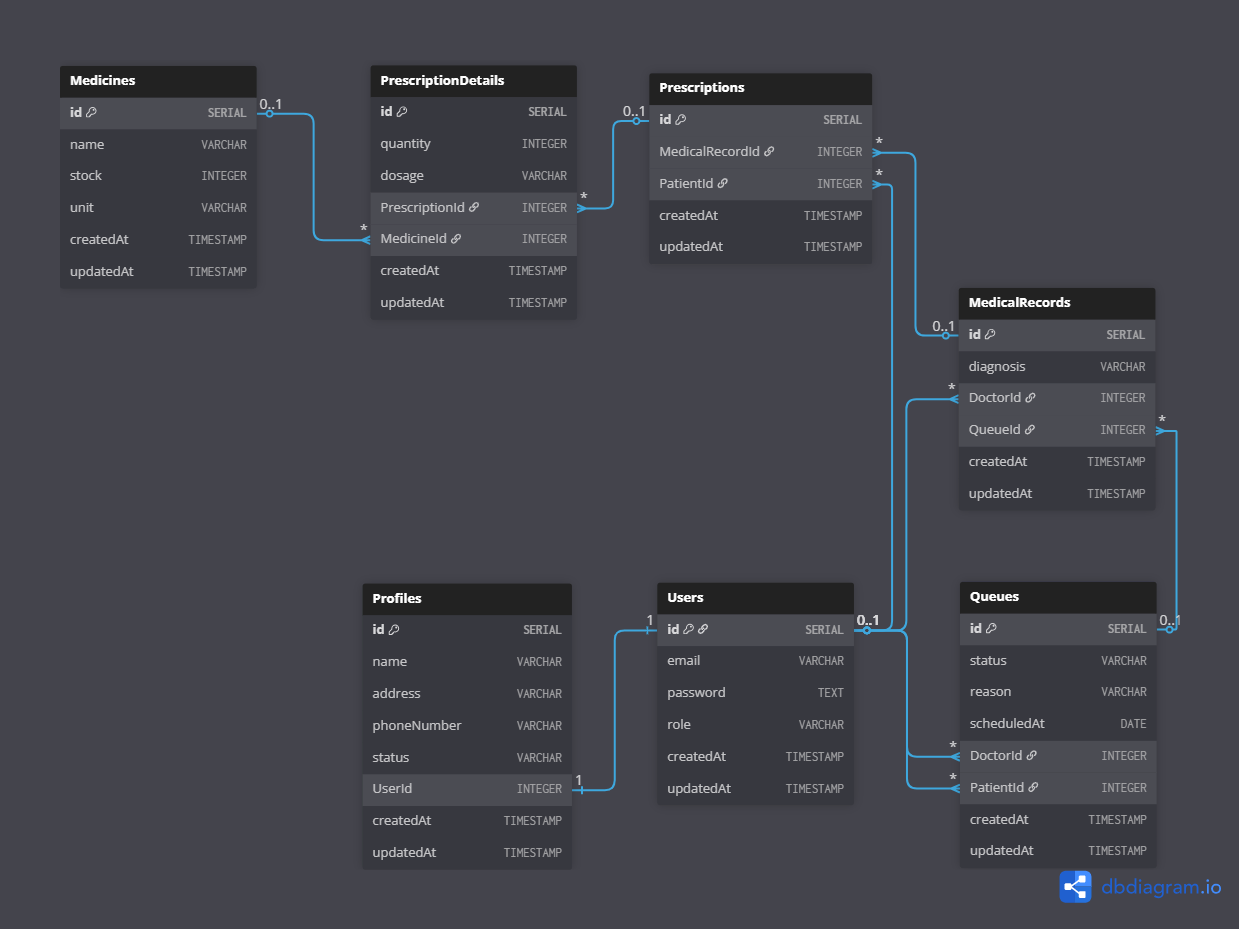 Medicines
id SERIAL
name VARCHAR
stock INTEGER
unit VARCHAR
createdAt TIMESTAMP
updatedAt TIMESTAMP
0..1
*
PrescriptionDetails
id SERIAL
quantity INTEGER
dosage VARCHAR
PrescriptionId INTEGER
MedicineId INTEGER
createdAt TIMESTAMP
updatedAt TIMESTAMP
*
0..1
Prescriptions
id SERIAL
MedicalRecordId INTEGER
PatientId INTEGER
createdAt TIMESTAMP
updatedAt TIMESTAMP
*
*
0..1
*
MedicalRecords
id SERIAL
diagnosis VARCHAR
DoctorId INTEGER
QueueId INTEGER
createdAt TIMESTAMP
updatedAt TIMESTAMP
*
Profiles
id SERIAL
name VARCHAR
address VARCHAR
phoneNumber VARCHAR
status VARCHAR
UserId INTEGER
createdAt TIMESTAMP
updatedAt TIMESTAMP
1
1
Users
id SERIAL
email VARCHAR
password TEXT
role VARCHAR
createdAt TIMESTAMP
updatedAt TIMESTAMP
0..1
*
*
Queues
id SERIAL
status VARCHAR
reason VARCHAR
scheduledAt DATE
DoctorId INTEGER
PatientId INTEGER
createdAt TIMESTAMP
updatedAt TIMESTAMP
0..1
dbdiagram.io